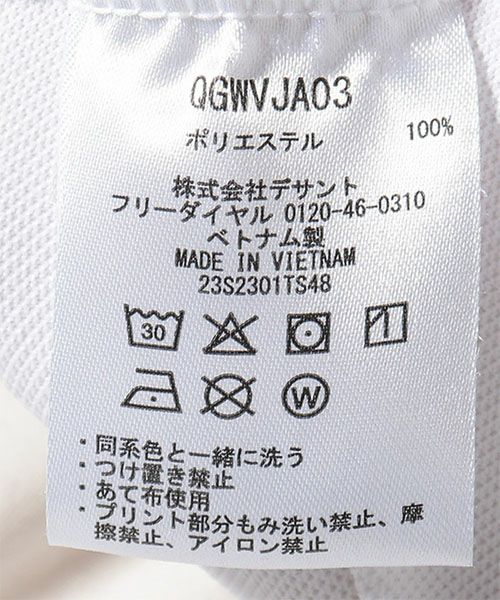 QGWVJA03
ポリエステル 100%
株式会社デサント
フリーダイヤル 0120-46-0310
ベトナム製
MADE IN VIETNAM
23S2301TS48
30
W
・同系色と一緒に洗う
・つけ置き禁止
・あて布使用
・プリント部分もみ洗い禁止、摩
擦禁止、アイロン禁止